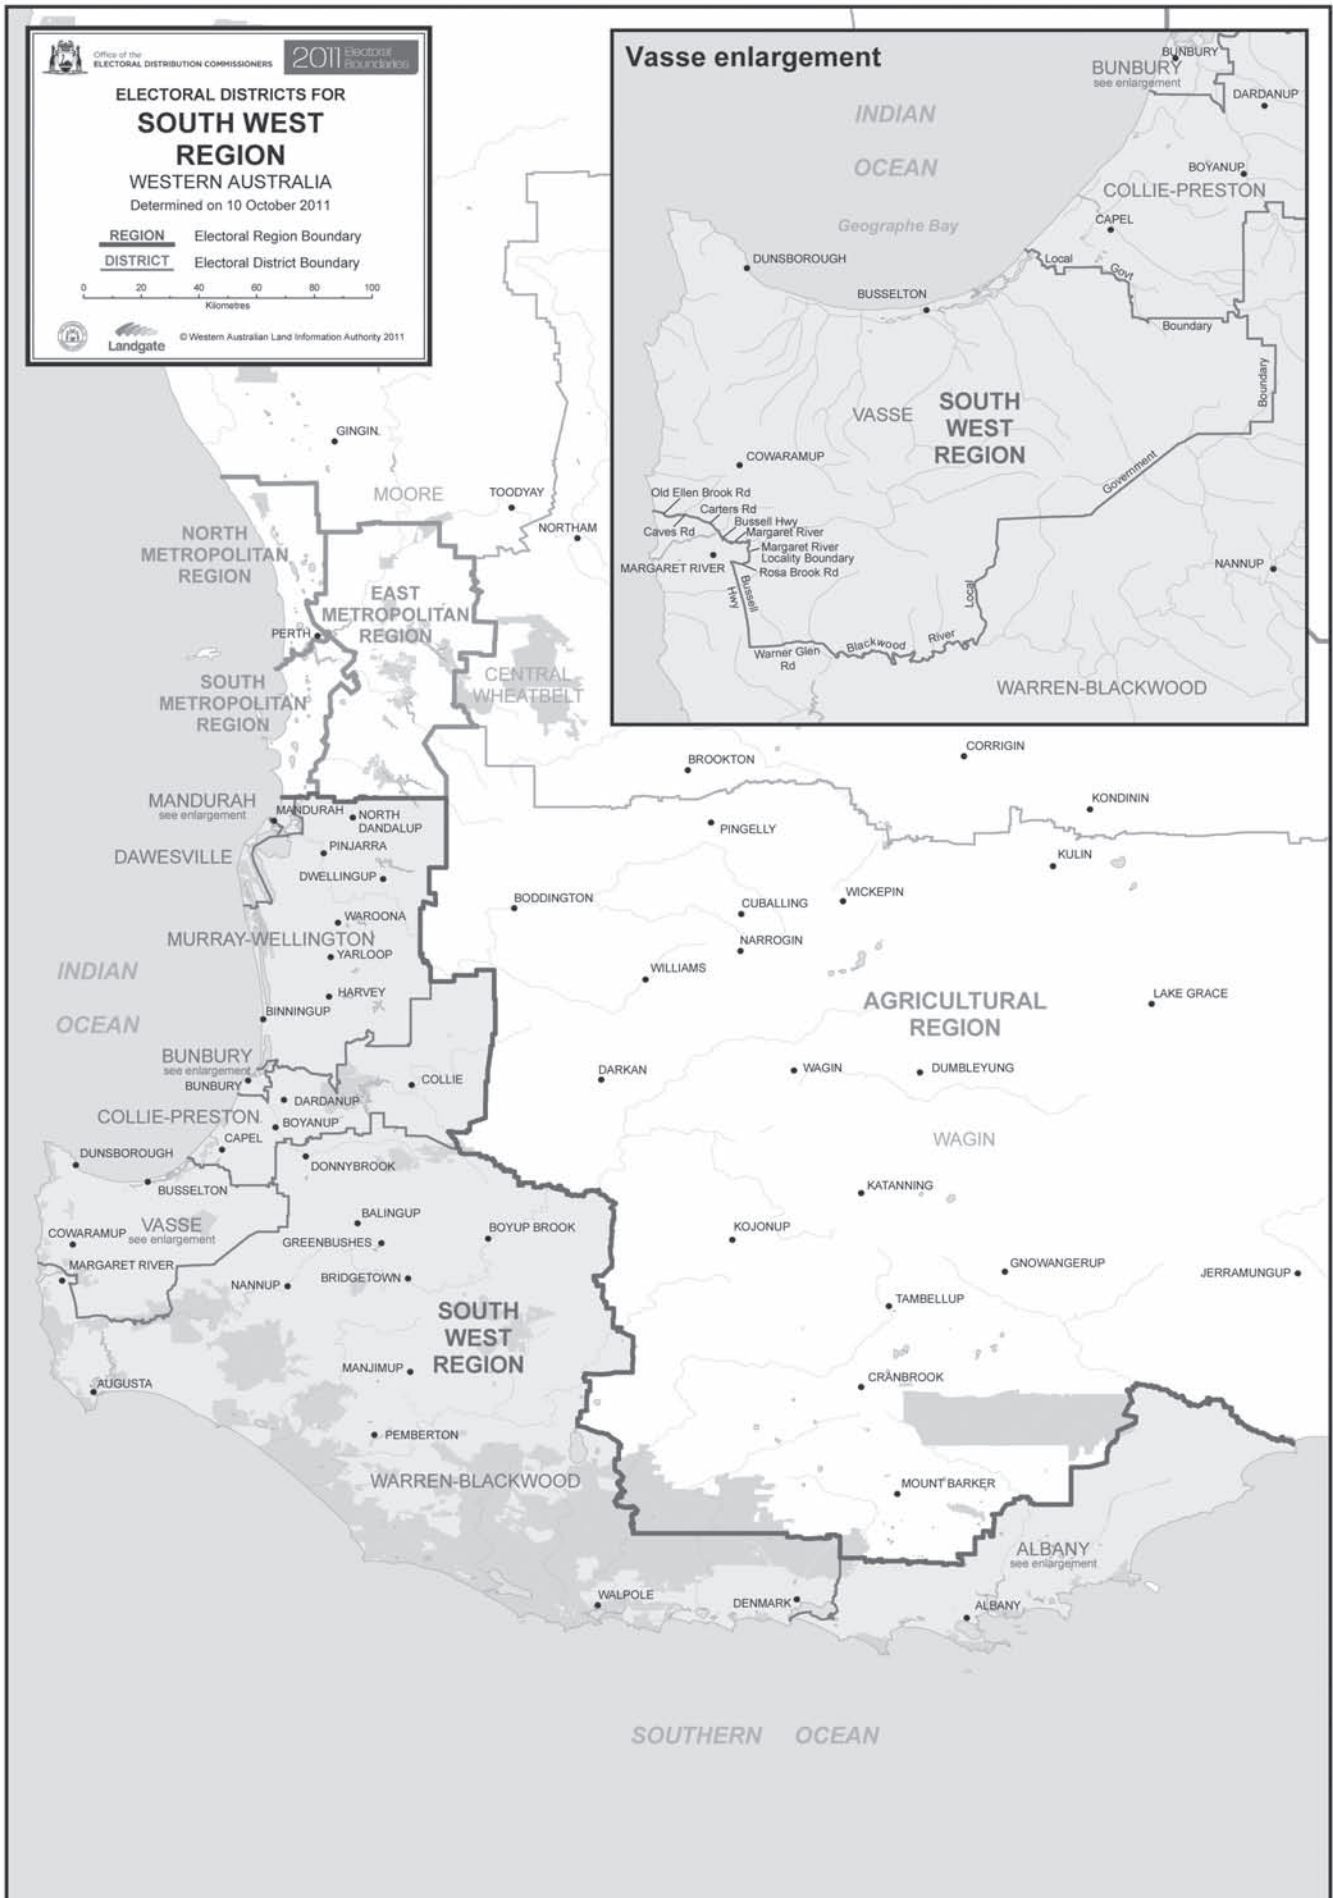 Office of the
ELECTORAL DISTRIBUTION COMMISSIONERS
2011 Electoral
Boundaries
ELECTORAL DISTRICTS FOR
SOUTH WEST
REGION
WESTERN AUSTRALIA
Determined on 10 October 2011
REGION Electoral Region Boundary
DISTRICT Electoral District Boundary
0 20 40 60 80 100
Kilometres
Landgate
© Western Australian Land Information Authority 2011
Vasse enlargement
BUNBURY
BUNBURY
see enlargement
DARDANUP
INDIAN
OCEAN
BOYANUP
COLLIE-PRESTON
Geographe Bay
CAPEL
DUNSBOROUGH
Local
Govt
BUSSELTON
Boundary
Boundary
VASSE
SOUTH
WEST
REGION
COWARAMUP
Government
Old Ellen Brook Rd
Carters Rd
Caves Rd
Bussell Hwy
Margaret River
Margaret River
Locality Boundary
MARGARET RIVER
Rosa Brook Rd
NANNUP
Bussell
Hwy
Local
Warner Glen
Rd
Blackwood
River
WARREN-BLACKWOOD
GINGIN
MOORE
TOODYAY
NORTHAM
NORTH
METROPOLITAN
REGION
EAST
METROPOLITAN
REGION
PERTH
SOUTH
METROPOLITAN
REGION
CENTRAL
WHEATBELT
BROOKTON
CORRIGIN
KONDININ
MANDURAH
see enlargement
MANDURAH
NORTH
DANDALUP
PINGELLY
DAWESVILLE
PINJARRA
KULIN
DWELLINGUP
BODDINGTON
WICKEPIN
CUBALLING
WAROONA
MURRAY-WELLINGTON
NARROGIN
YARLOOP
INDIAN
OCEAN
WILLIAMS
HARVEY
AGRICULTURAL
REGION
LAKE GRACE
BINNINGUP
BUNBURY
see enlargement
BUNBURY
COLLIE
DARKAN
WAGIN
DUMBLEYUNG
DARDANUP
COLLIE-PRESTON
BOYANUP
CAPEL
WAGIN
DUNSBOROUGH
DONNYBROOK
BUSSELTON
KATANNING
BALINGUP
COWARAMUP
VASSE
see enlargement
GREENBUSHES
BOYUP BROOK
KOJONUP
MARGARET RIVER
GNOWANGERUP
JERRAMUNGUP
NANNUP
BRIDGETOWN
TAMBELLUP
SOUTH
WEST
REGION
MANJIMUP
CRANBROOK
AUGUSTA
PEMBERTON
WARREN-BLACKWOOD
MOUNT BARKER
ALBANY
see enlargement
WALPOLE
DENMARK
ALBANY
SOUTHERN OCEAN